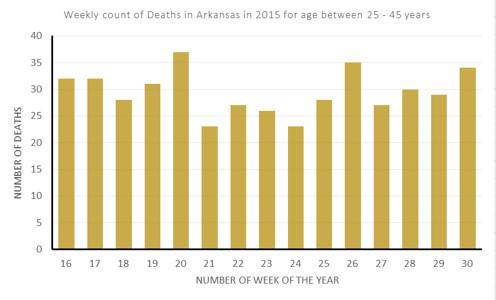 Weekly count of Deaths in Arkansas in 2015 for age between 25 - 45 years
40
35
30
25
20
15
10
5
0
NUMBER OF DEATHS
16 17 18 19 20 21 22 23 24 25 26 27 28 29 30
NUMBER OF WEEK OF THE YEAR